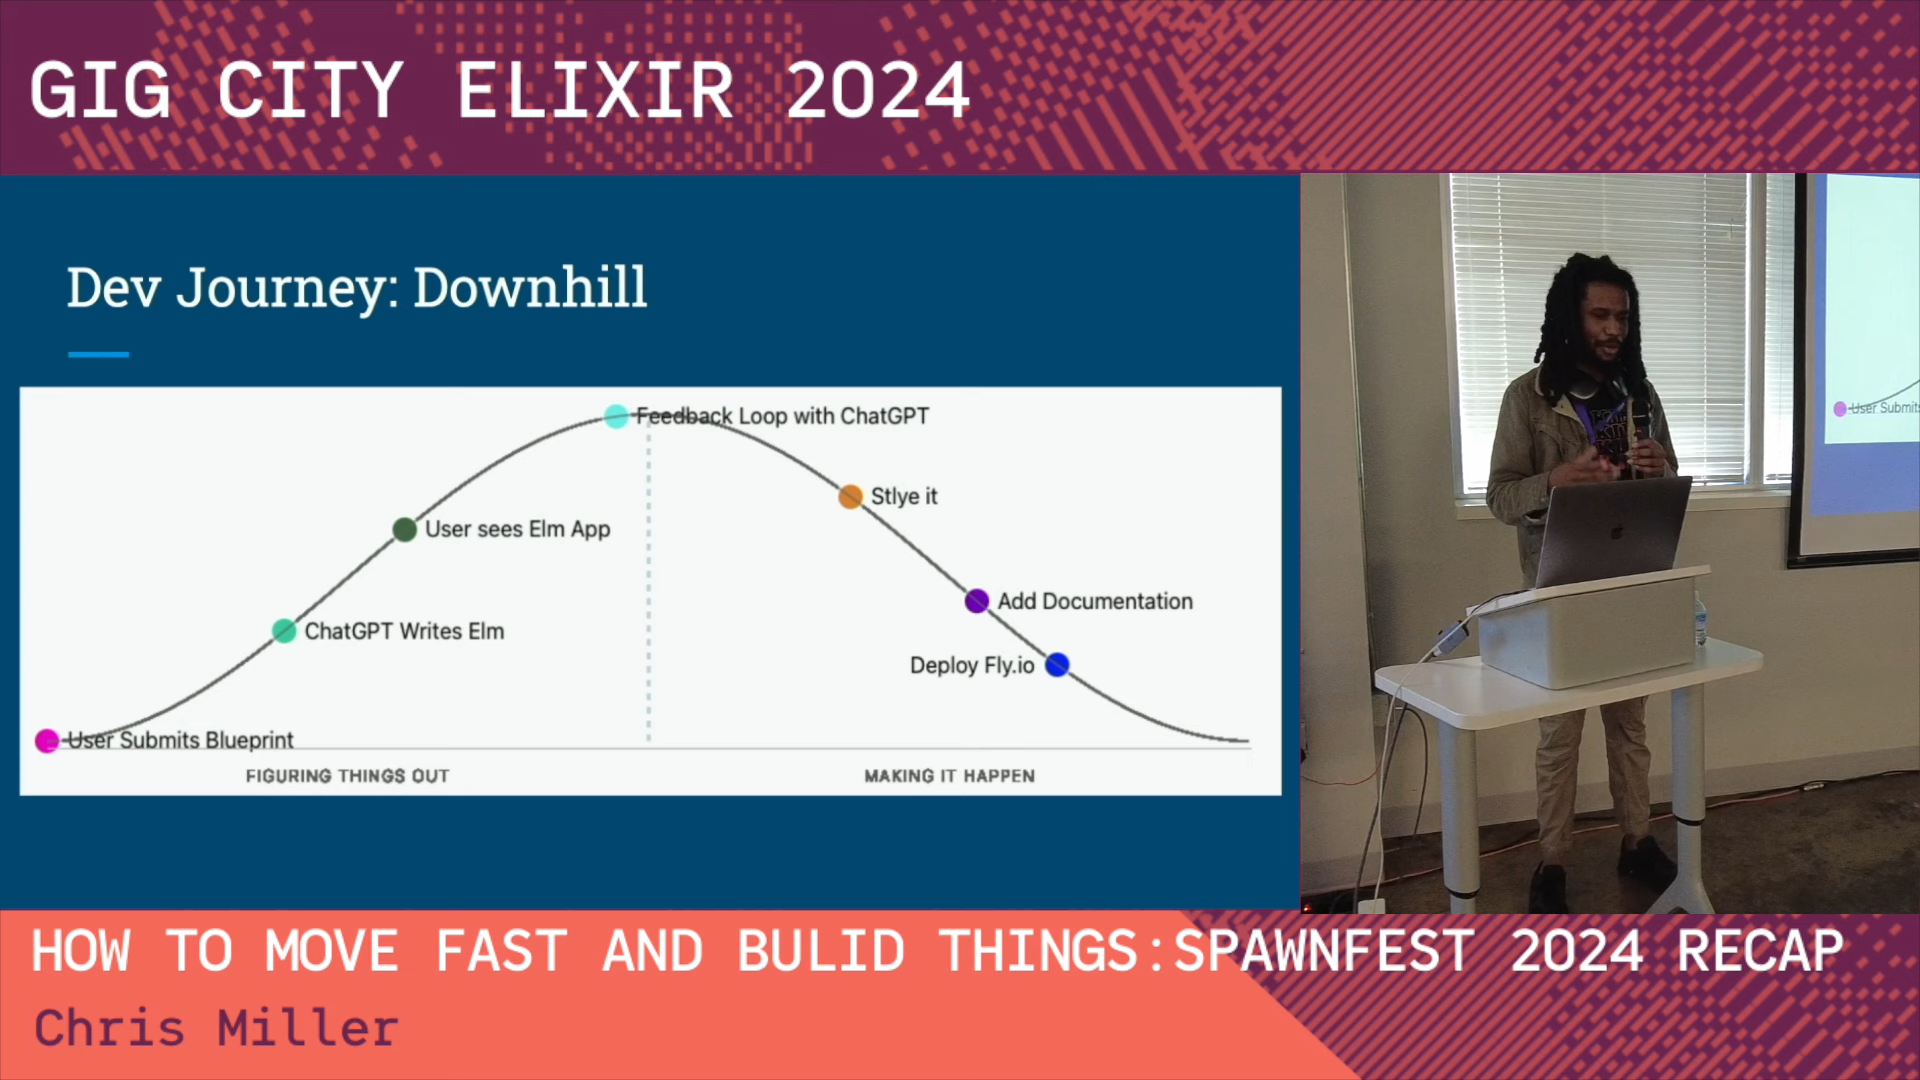 GIG CITY ELIXIR 2024
Dev Journey: Downhill
Feedback Loop with ChatGPT
Stlye it
User sees Elm App
Add Documentation
ChatGPT Writes Elm
Deploy Fly.io
User Submits Blueprint
FIGURING THINGS OUT
MAKING IT HAPPEN
User Submits
HOW TO MOVE FAST AND BULID THINGS:SPAWNFEST 2024 RECAP
Chris Miller